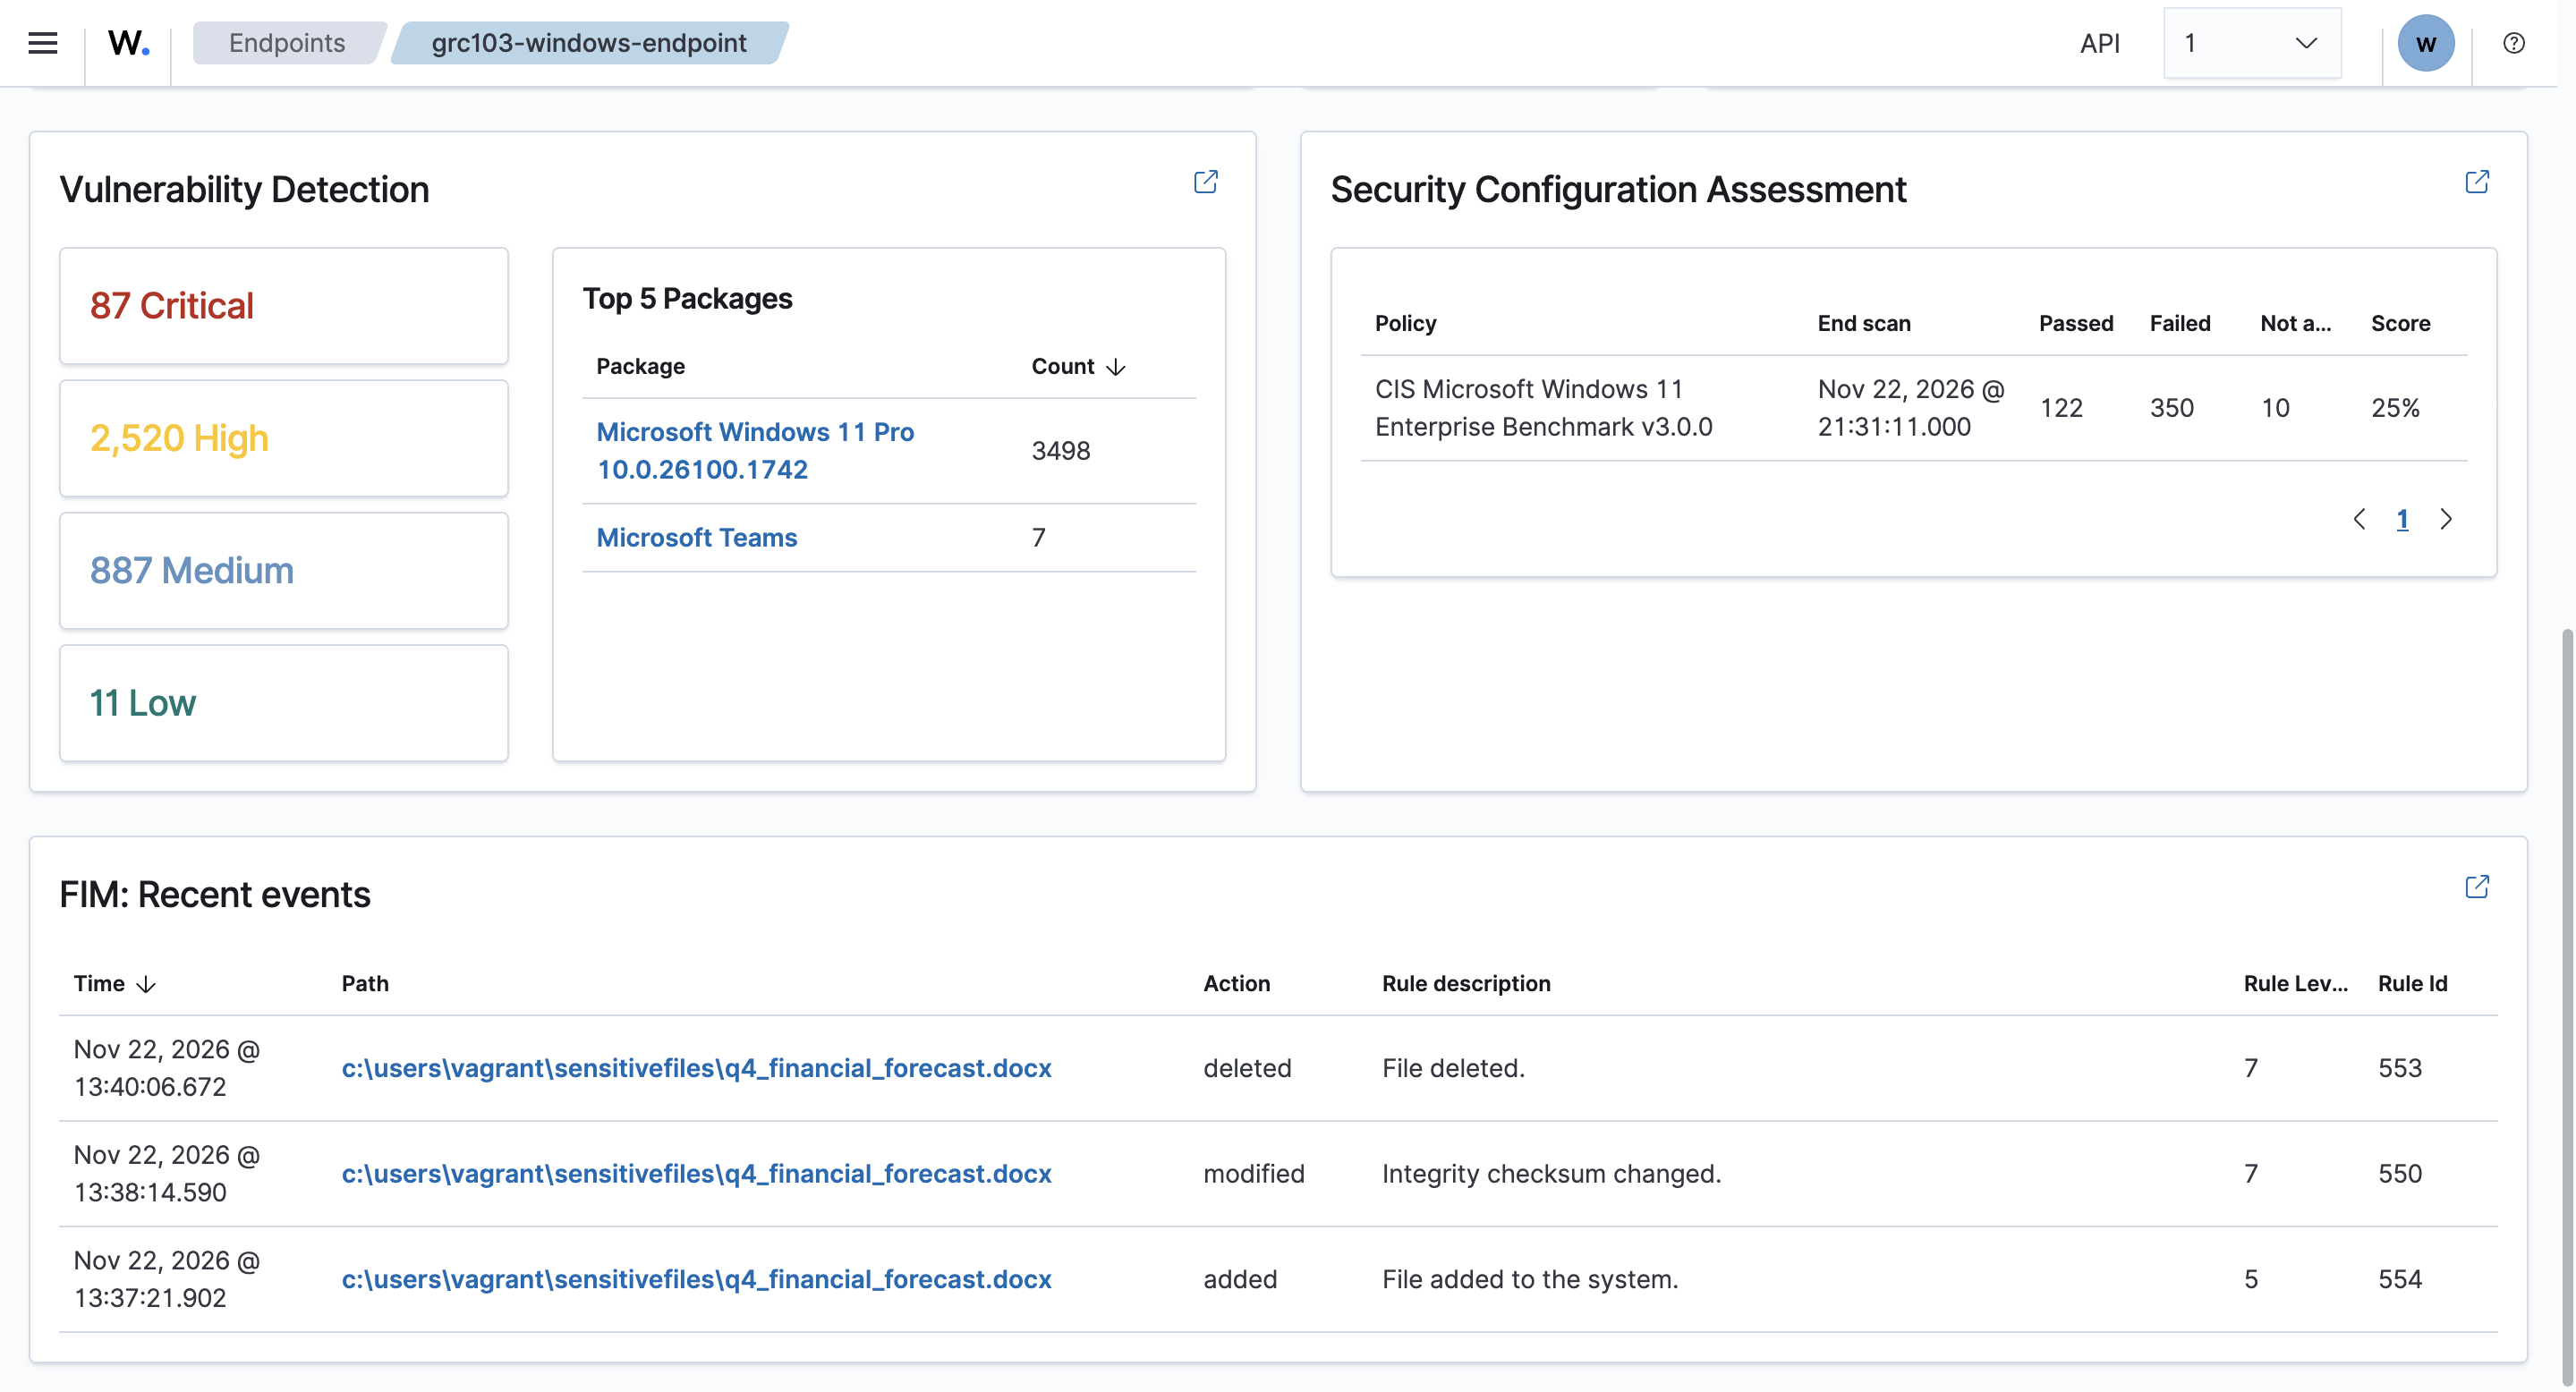 W.
Endpoints
grc103-windows-endpoint
API
1
W
Vulnerability Detection
87 Critical
2,520 High
887 Medium
11 Low
Top 5 Packages
Package Count
Microsoft Windows 11 Pro
10.0.26100.1742
3498
Microsoft Teams 7
Security Configuration Assessment
Policy End scan Passed Failed Not a... Score
CIS Microsoft Windows 11
Enterprise Benchmark v3.0.0
Nov 22, 2026 @
21:31:11.000
122 350 10 25%
1
FIM: Recent events
Time Path Action Rule description Rule Lev... Rule Id
Nov 22, 2026 @
13:40:06.672
c:\users\vagrant\sensitivefiles\q4_financial_forecast.docx deleted File deleted. 7 553
Nov 22, 2026 @
13:38:14.590
c:\users\vagrant\sensitivefiles\q4_financial_forecast.docx modified Integrity checksum changed. 7 550
Nov 22, 2026 @
13:37:21.902
c:\users\vagrant\sensitivefiles\q4_financial_forecast.docx added File added to the system. 5 554